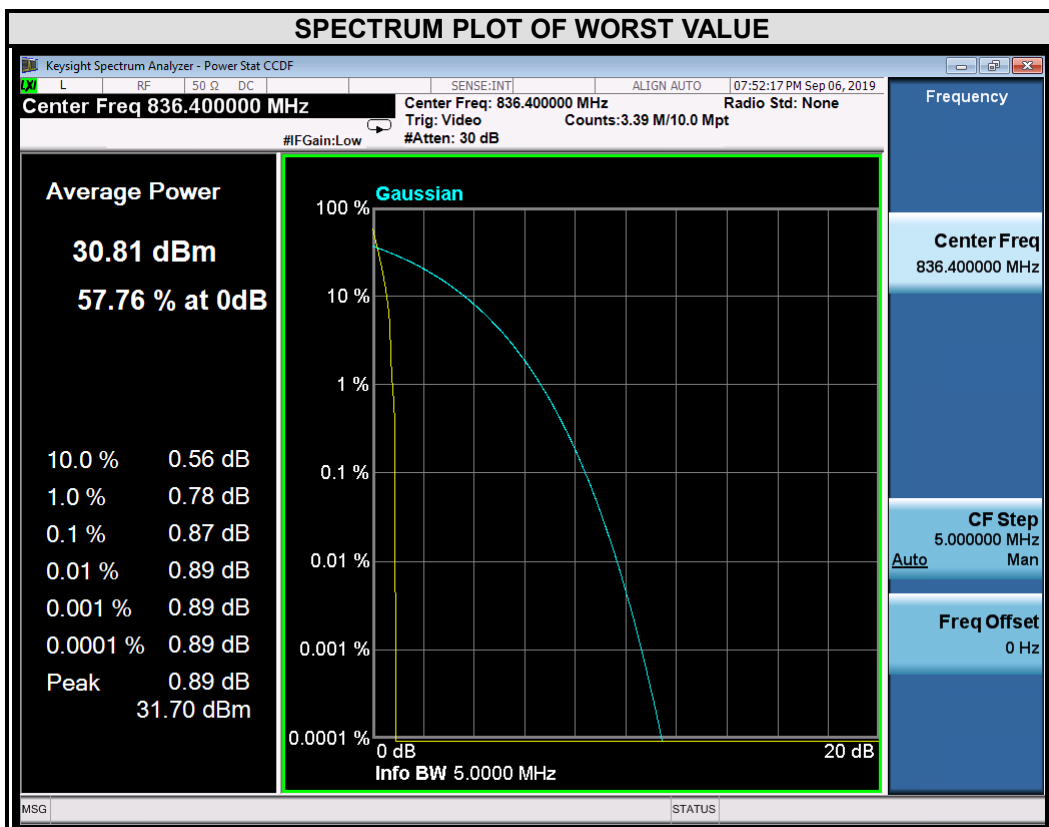 SPECTRUM PLOT OF WORST VALUE
Keysight Spectrum Analyzer - Power Stat CCDF
LXI L RF 50 Ω DC SENSE:INT ALIGN AUTO 07:52:17 PM Sep 06, 2019
Center Freq 836.400000 MHz
#IFGain:Low
Center Freq: 836.400000 MHz Radio Std: None
Trig: Video Counts:3.39 M/10.0 Mpt
#Atten: 30 dB
Average Power
30.81 dBm
57.76 % at 0dB
10.0 % 0.56 dB
1.0 % 0.78 dB
0.1 % 0.87 dB
0.01 % 0.89 dB
0.001 % 0.89 dB
0.0001 % 0.89 dB
Peak 0.89 dB
31.70 dBm
Gaussian
100 %
10 %
1 %
0.1 %
0.01 %
0.001 %
0.0001 %
0 dB 20 dB
Info BW 5.0000 MHz
Frequency
Center Freq
836.400000 MHz
CF Step
5.000000 MHz
Auto Man
Freq Offset
0 Hz
MSG STATUS